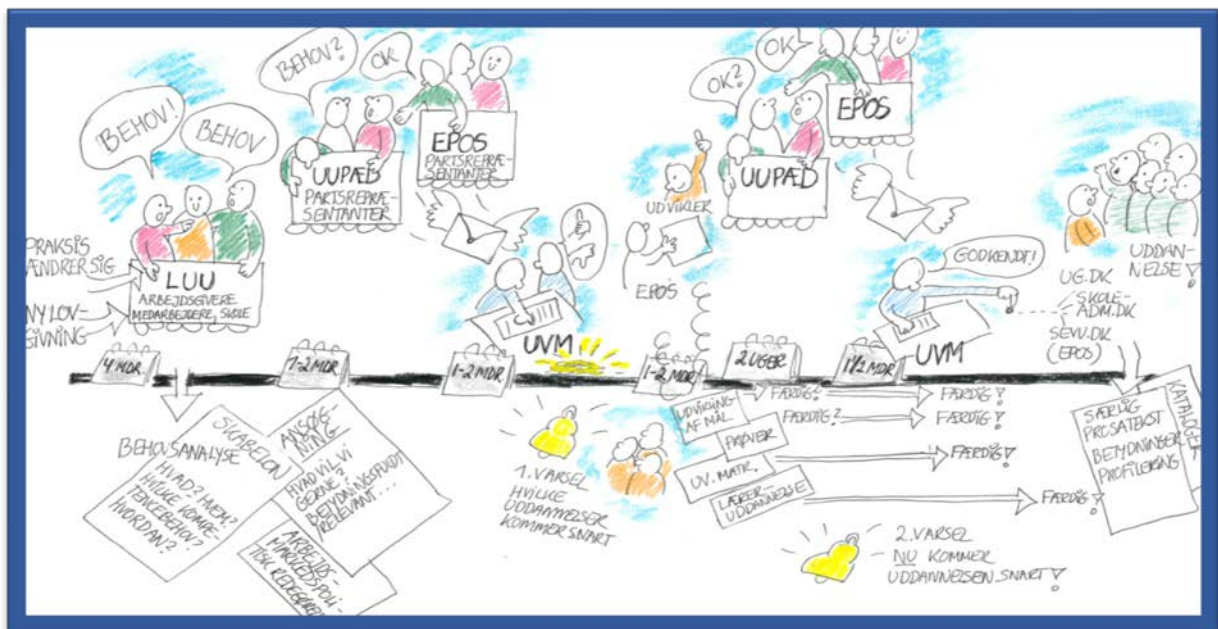 BEHOV!
BEHOV
PRAKSIS
ÆNDRER SIG
NY LOV-
GIVNING
LUU
ARBEJDSGIVERE
MEDARBEJDERE, SKOLE
BEHOV?
OK
UUPÆD
PARTSREPRÆ-
SENTANTER
EPOS
PARTSREPRÆ-
SENTANTER
UVM
UDVIKLER
EPOS
OK?
OK
UUPÆD
EPOS
GODKENDT!
UVM
UG.DK
SKOLE-
ADM.DK
SEVU.DK
(EPOS)
UDDAN-
NELSE!
4 MDR
1-2 MDR
1-2 MDR
1-2 MDR
2 UGER
1½ MDR
BEHOVSANALYSE
HVAD? HVEM?
HVILKE KOMPE-
TENCEBEHOV?
HVORDAN?
SKABELON
ANSØG-
NING
HVAD VIL VI
GERNE?
RELEVANT...
ARBEJDS-
MARKEDSPOLI-
TISK
1. VARSEL
HVILKE
UDDANNELSER
KOMMER SNART
UDVIKLING
AF MÅL
FÆRDIG?
FÆRDIG!
PRØVER
FÆRDIG?
FÆRDIG!
UV. MATR.
FÆRDIG!
LÆRER-
UDDANNELSE
FÆRDIG!
2. VARSEL
NU KOMMER
UDDANNELSEN SNART!
SÆRLIG
PROSATEKST
BETYDNINGER
PROFILERING
KATALOGER